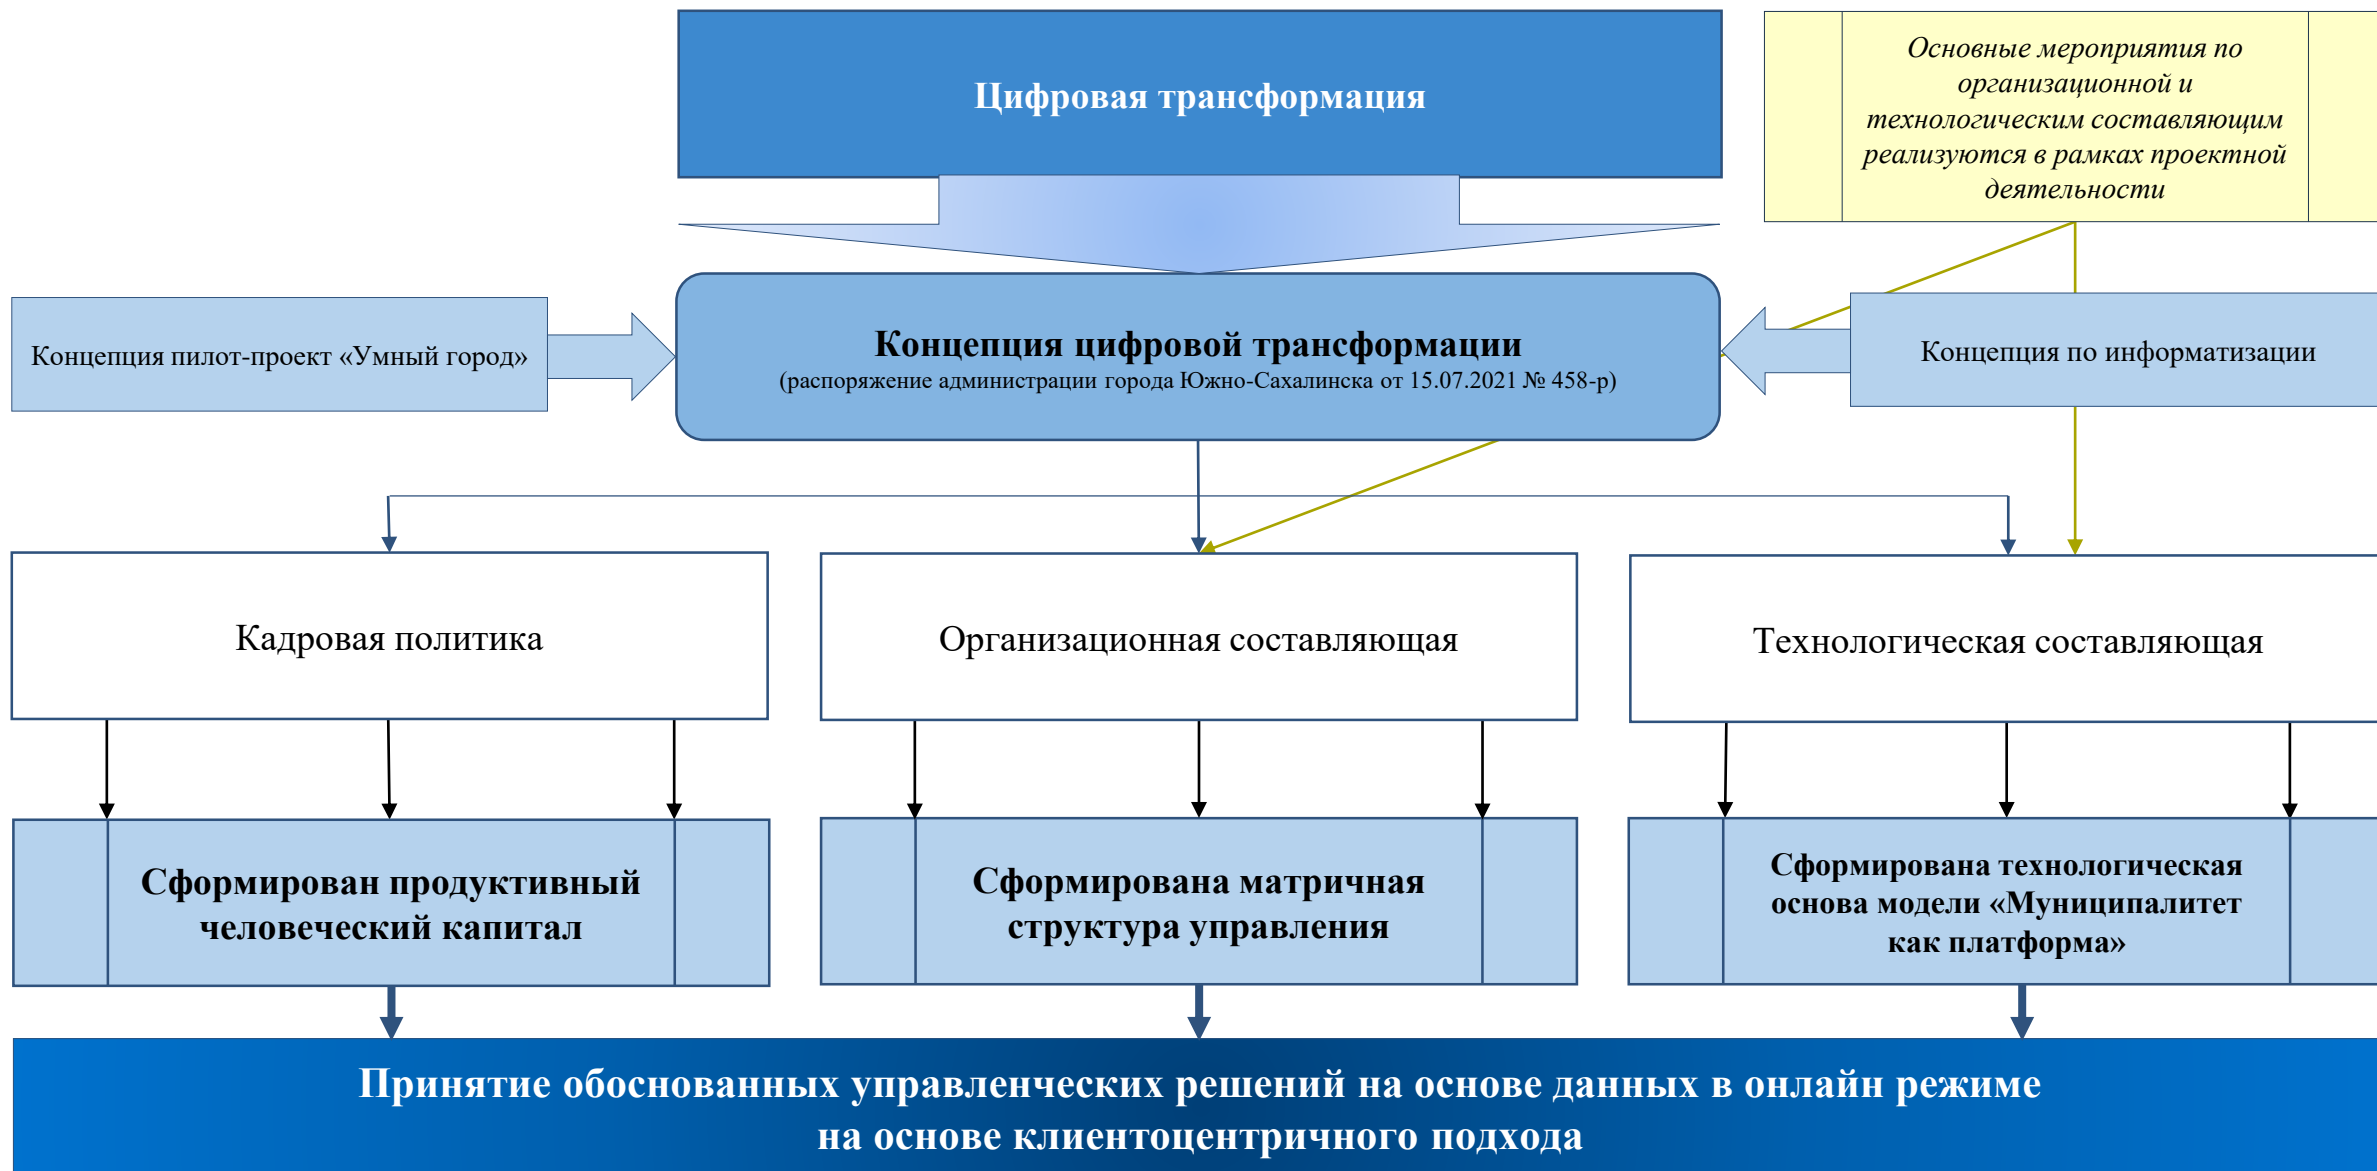 Цифровая трансформация
Основные мероприятия по
организационной и
технологическим составляющим
реализуются в рамках проектной
деятельности
Концепция пилот-проект «Умный город»
Концепция цифровой трансформации
(распоряжение администрации города Южно-Сахалинска от 15.07.2021 № 458-р)
Концепция по информатизации
Кадровая политика
Организационная составляющая
Технологическая составляющая
Сформирован продуктивный
человеческий капитал
Сформирована матричная
структура управления
Сформирована технологическая
основа модели «Муниципалитет
как платформа»
Принятие обоснованных управленческих решений на основе данных в онлайн режиме
на основе клиентоцентричного подхода